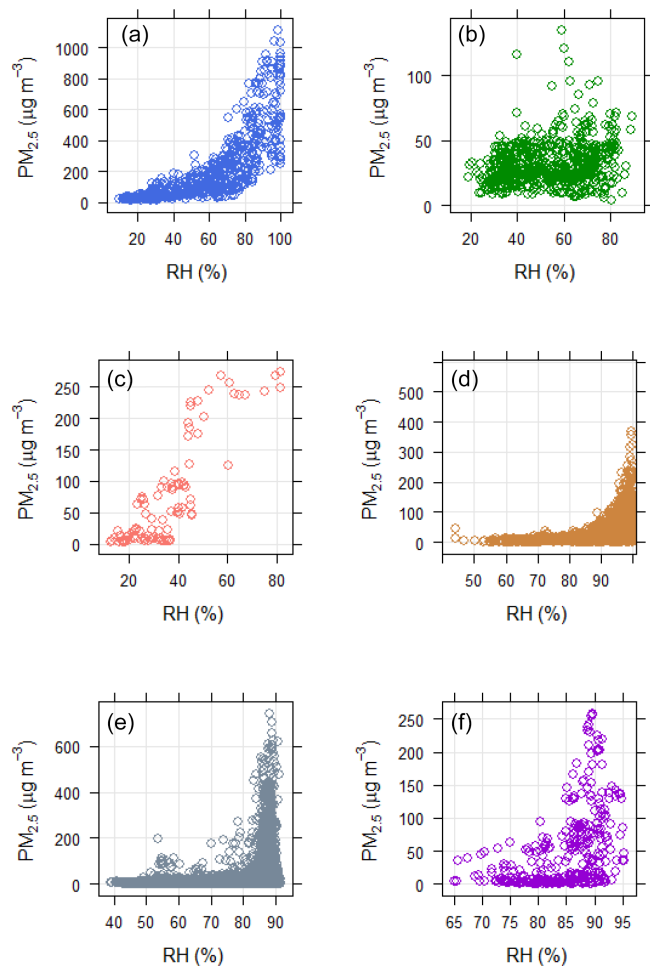 (a)
PM2.5 (μg m−3)
1000
800
600
400
200
0
20 40 60 80 100
RH (%)
(b)
PM2.5 (μg m−3)
100
50
0
20 40 60 80
RH (%)
(c)
PM2.5 (μg m−3)
250
200
150
100
50
0
20 40 60 80
RH (%)
(d)
PM2.5 (μg m−3)
500
400
300
200
100
0
50 60 70 80 90
RH (%)
(e)
PM2.5 (μg m−3)
600
400
200
0
40 50 60 70 80 90
RH (%)
(f)
PM2.5 (μg m−3)
250
200
150
100
50
0
65 70 75 80 85 90 95
RH (%)